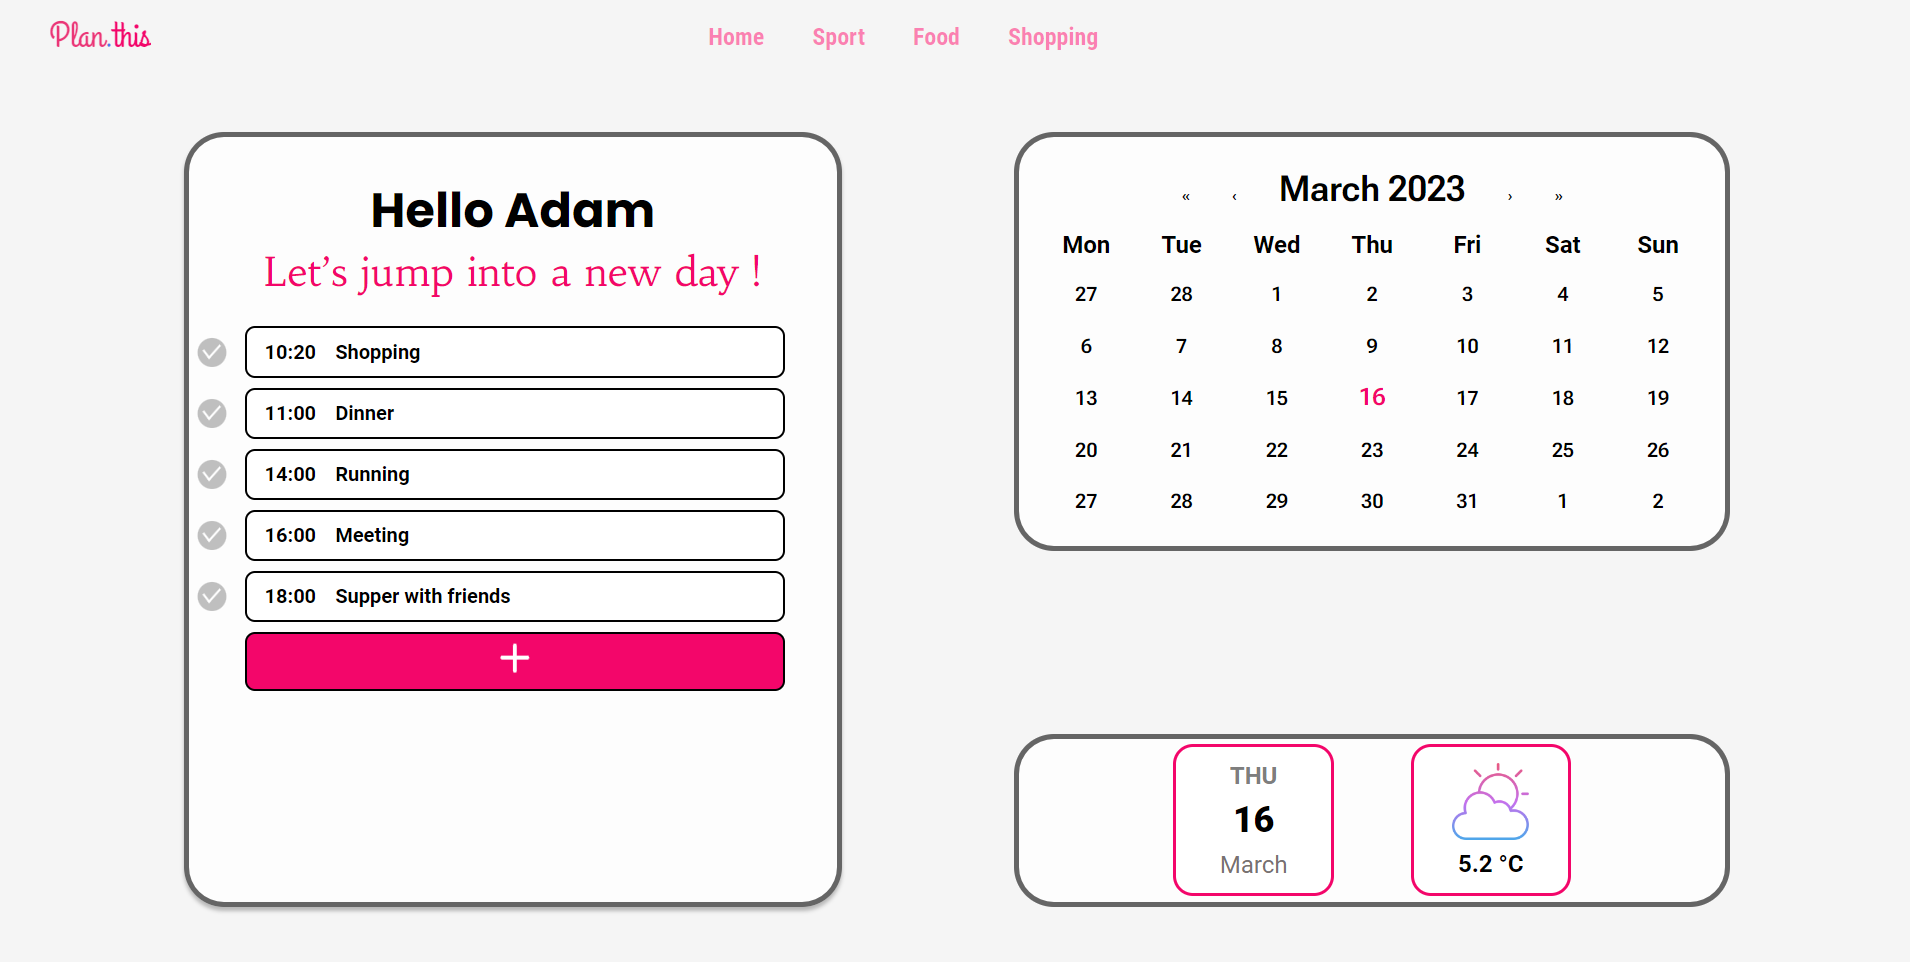 Plan.this
Home Sport Food Shopping
Hello Adam
Let's jump into a new day !
10:20 Shopping
11:00 Dinner
14:00 Running
16:00 Meeting
18:00 Supper with friends
+
« ‹ March 2023 › »
Mon Tue Wed Thu Fri Sat Sun
27 28 1 2 3 4 5
6 7 8 9 10 11 12
13 14 15 16 17 18 19
20 21 22 23 24 25 26
27 28 29 30 31 1 2
THU
16
March
5.2 °C